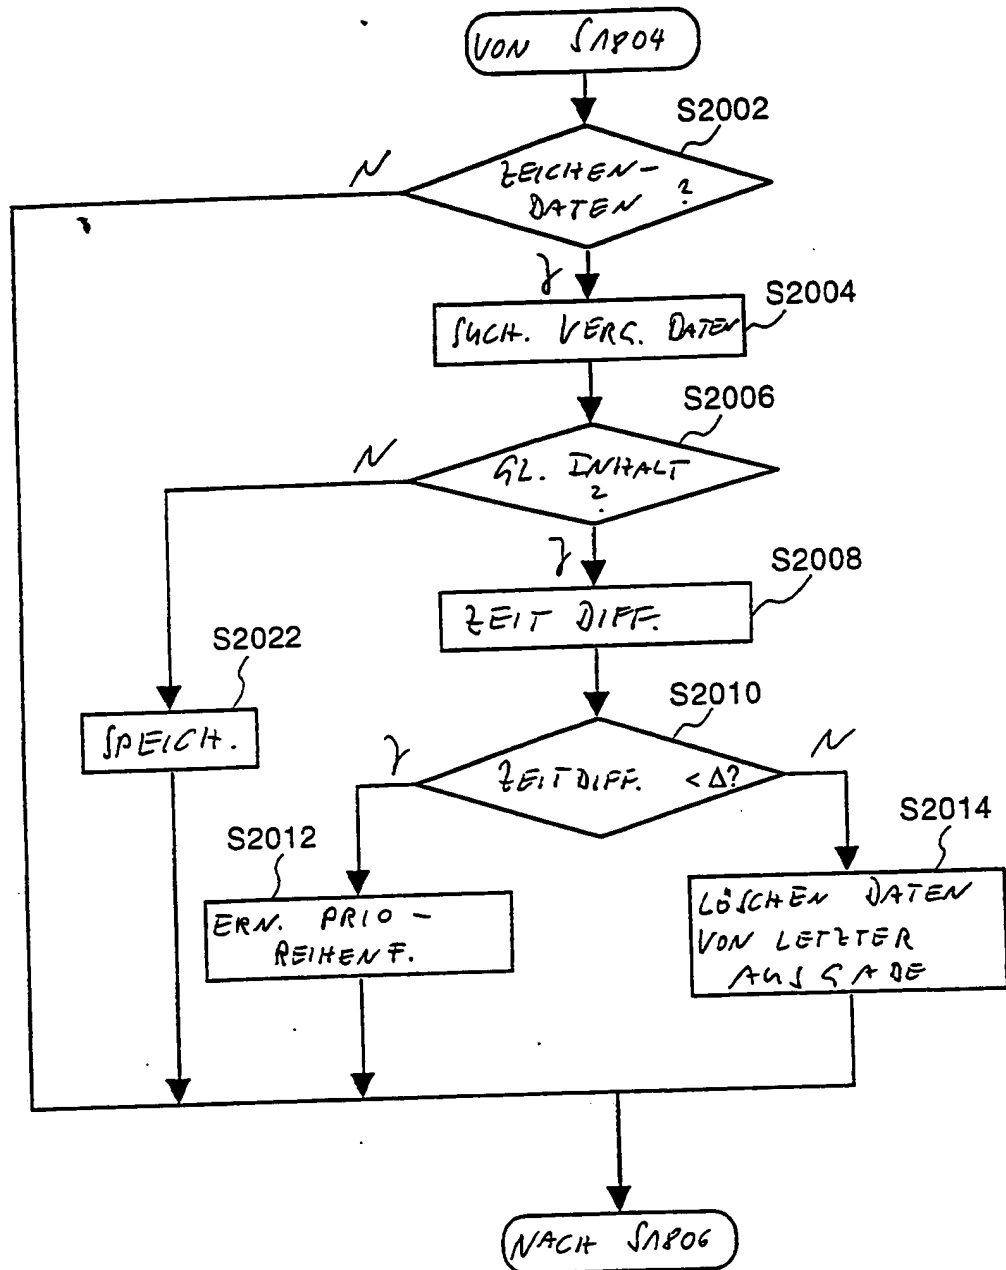 VON S1804
S2002
N
ZEICHEN-
DATEN ?
J
S2004
SUCH. VERG. DATEN
S2006
N
GL. INHALT
?
J
S2008
ZEIT DIFF.
S2022
SPEICH.
S2010
J
ZEITDIFF. <Δ?
N
S2012
ERN. PRIO-
REIHENF.
S2014
LÖSCHEN DATEN
VON LETZTER
AUSGABE
NACH S1806